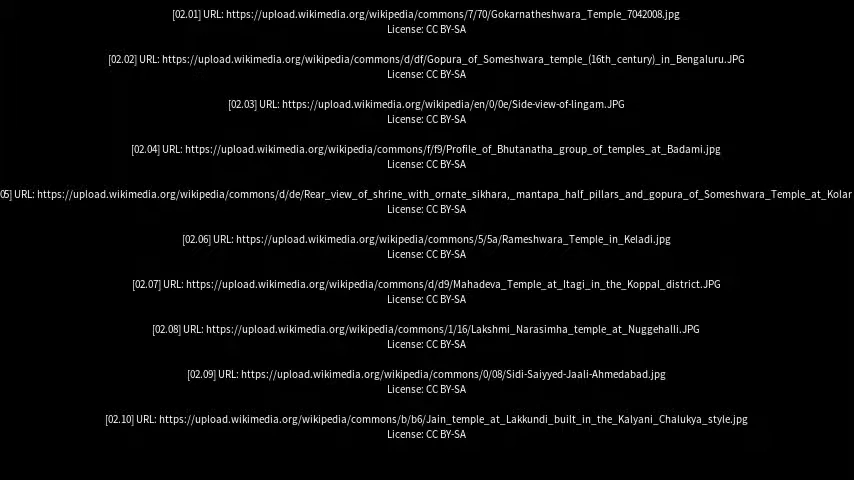 [02.01] URL: https://upload.wikimedia.org/wikipedia/commons/7/70/Gokarnatheshwara_Temple_7042008.jpg
License: CC BY-SA
[02.02] URL: https://upload.wikimedia.org/wikipedia/commons/d/df/Gopura_of_Someshwara_temple_(16th_century)_in_Bengaluru.JPG
License: CC BY-SA
[02.03] URL: https://upload.wikimedia.org/wikipedia/en/0/0e/Side-view-of-lingam.JPG
License: CC BY-SA
[02.04] URL: https://upload.wikimedia.org/wikipedia/commons/f/f9/Profile_of_Bhutanatha_group_of_temples_at_Badami.jpg
License: CC BY-SA
05] URL: https://upload.wikimedia.org/wikipedia/commons/d/de/Rear_view_of_shrine_with_ornate_sikhara,_mantapa_half_pillars_and_gopura_of_Someshwara_Temple_at_Kolar
License: CC BY-SA
[02.06] URL: https://upload.wikimedia.org/wikipedia/commons/5/5a/Rameshwara_Temple_in_Keladi.jpg
License: CC BY-SA
[02.07] URL: https://upload.wikimedia.org/wikipedia/commons/d/d9/Mahadeva_Temple_at_Itagi_in_the_Koppal_district.JPG
License: CC BY-SA
[02.08] URL: https://upload.wikimedia.org/wikipedia/commons/1/16/Lakshmi_Narasimha_temple_at_Nuggehalli.JPG
License: CC BY-SA
[02.09] URL: https://upload.wikimedia.org/wikipedia/commons/0/08/Sidi-Saiyyed-Jaali-Ahmedabad.jpg
License: CC BY-SA
[02.10] URL: https://upload.wikimedia.org/wikipedia/commons/b/b6/Jain_temple_at_Lakkundi_built_in_the_Kalyani_Chalukya_style.jpg
License: CC BY-SA